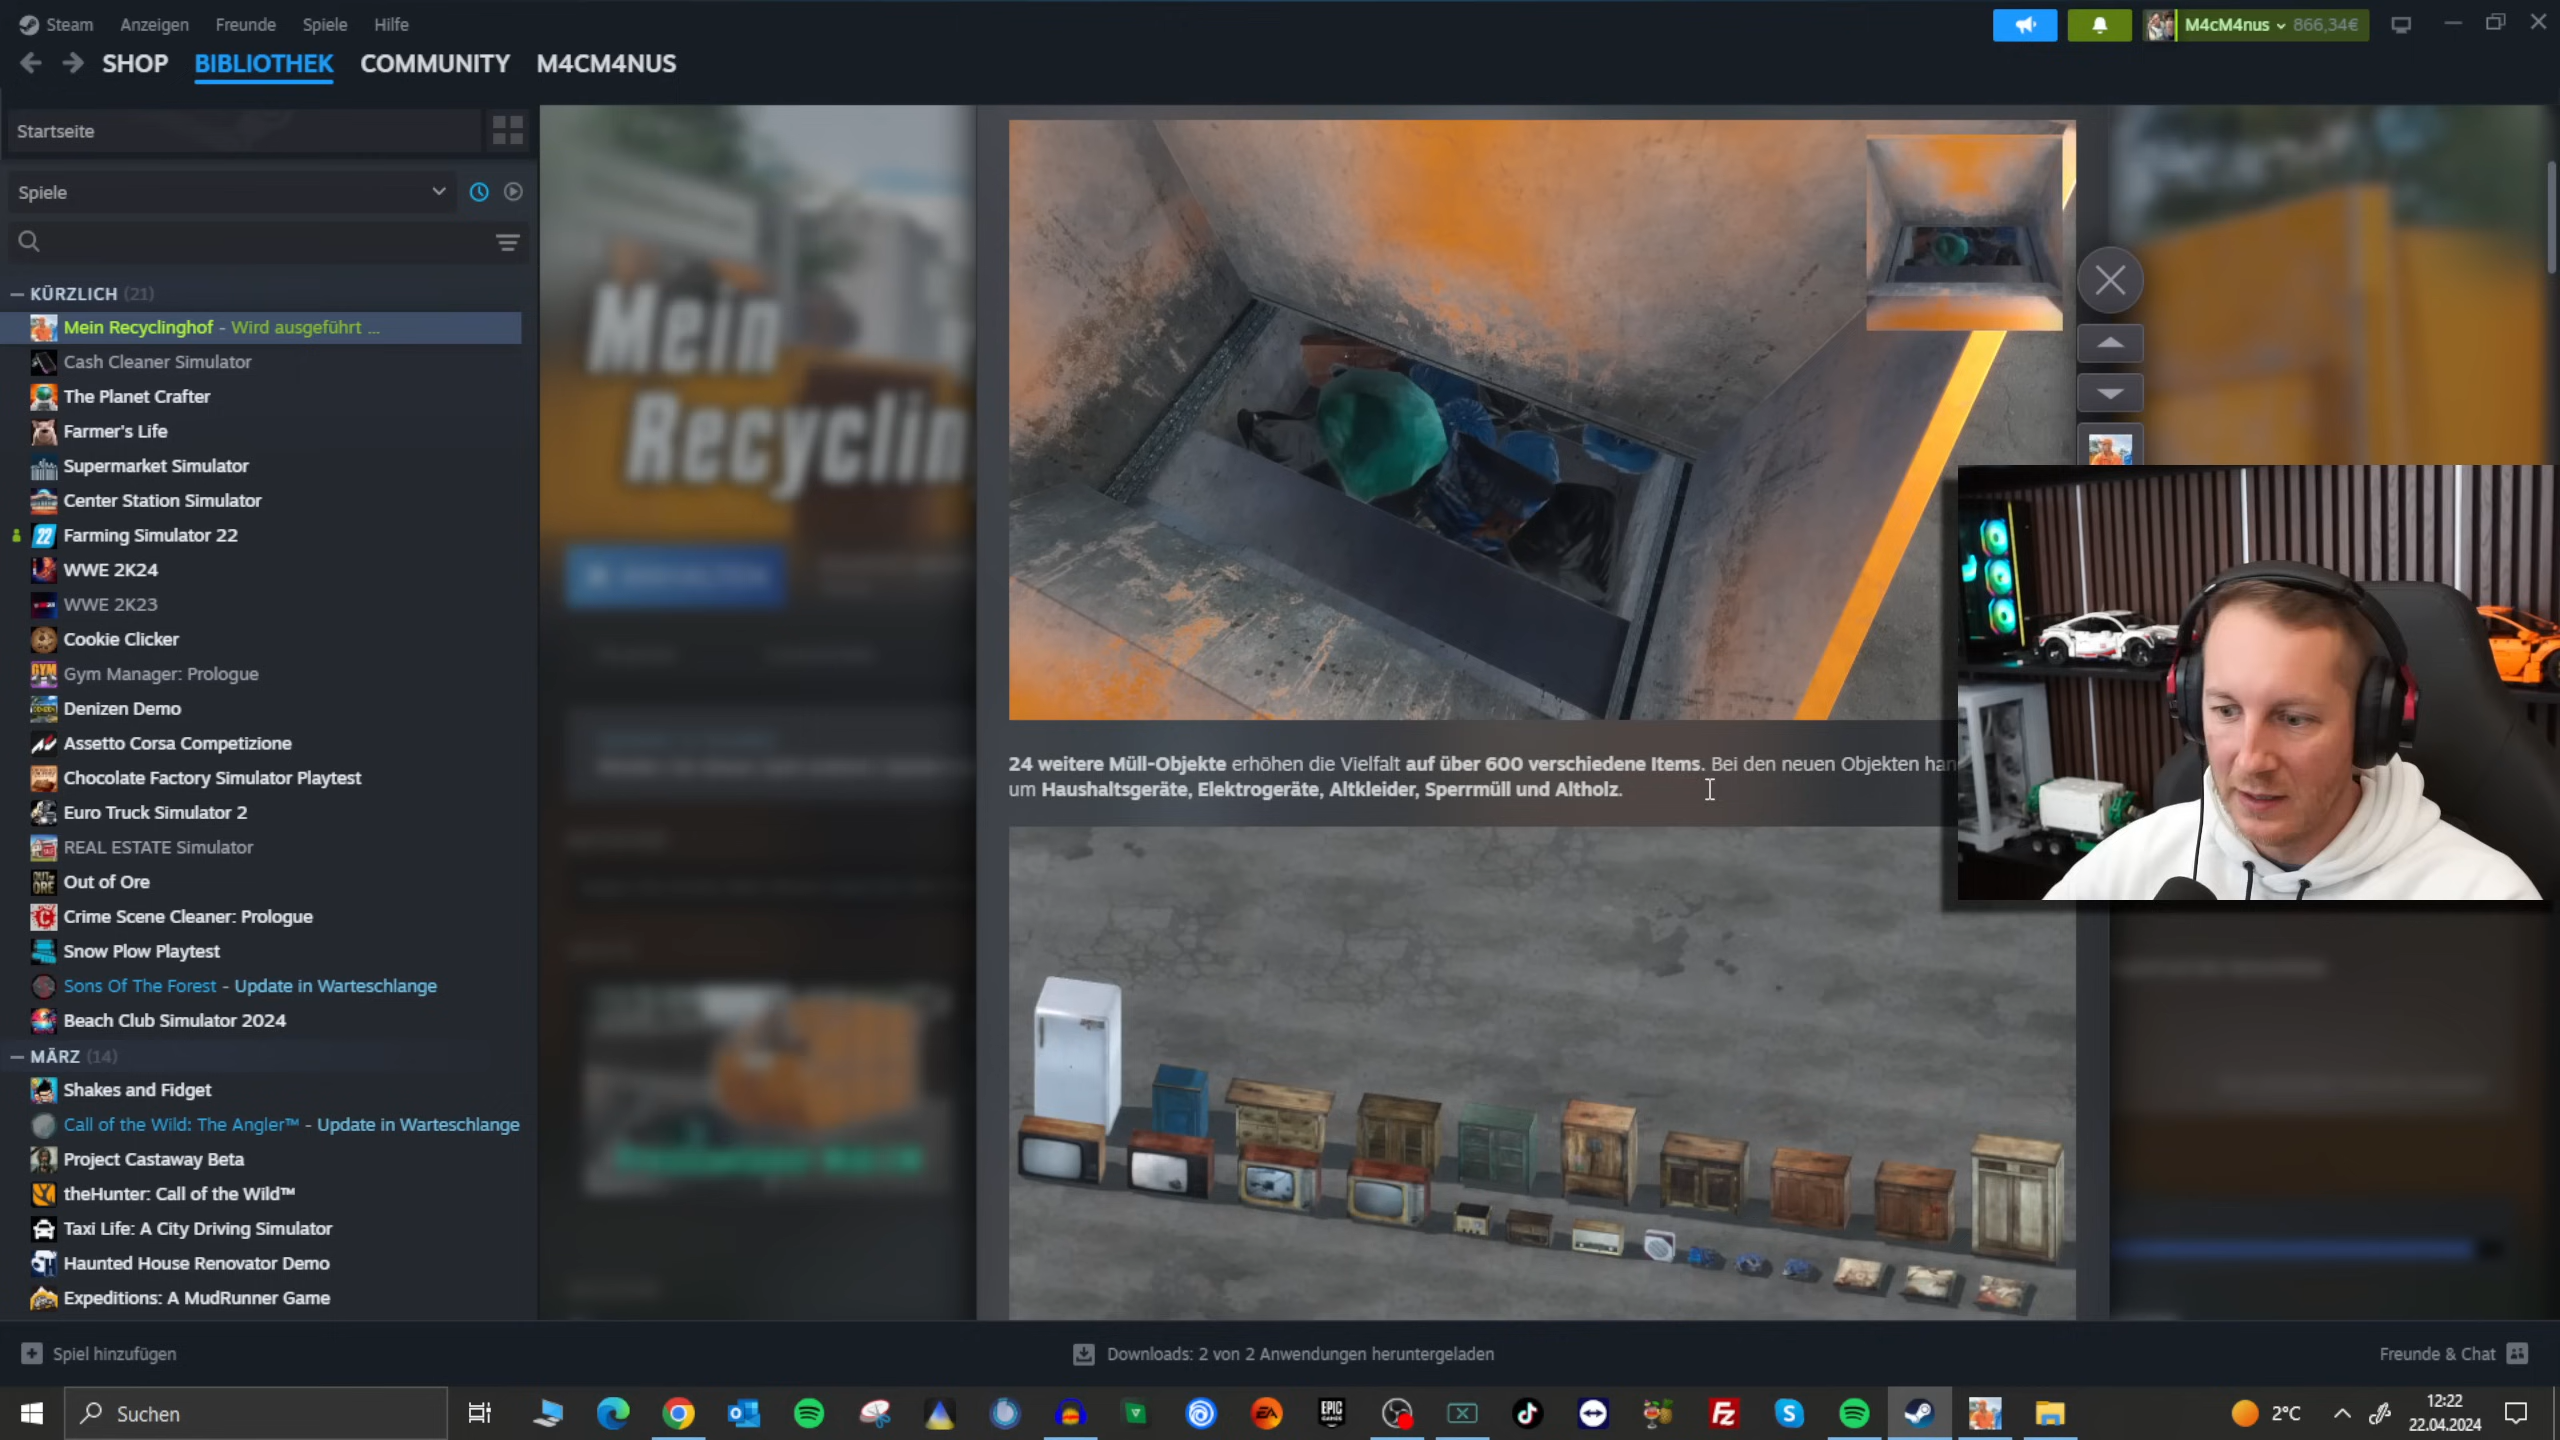 Steam Anzeigen Freunde Spiele Hilfe
M4cM4nus 866,34€
SHOP BIBLIOTHEK COMMUNITY M4CM4NUS
Startseite
Spiele
KÜRZLICH (21)
Mein Recyclinghof - Wird ausgeführt ...
Cash Cleaner Simulator
The Planet Crafter
Farmer's Life
Supermarket Simulator
Center Station Simulator
22 Farming Simulator 22
WWE 2K24
WWE 2K23
Cookie Clicker
GYM Gym Manager: Prologue
Denizen Demo
Assetto Corsa Competizione
Chocolate Factory Simulator Playtest
Euro Truck Simulator 2
REAL ESTATE Simulator
Out of Ore
Crime Scene Cleaner: Prologue
Snow Plow Playtest
Sons Of The Forest - Update in Warteschlange
Beach Club Simulator 2024
MÄRZ (14)
Shakes and Fidget
Call of the Wild: The Angler™ - Update in Warteschlange
Project Castaway Beta
theHunter: Call of the Wild™
Taxi Life: A City Driving Simulator
Haunted House Renovator Demo
Expeditions: A MudRunner Game
Mein
Recyclin
24 weitere Müll-Objekte erhöhen die Vielfalt auf über 600 verschiedene Items. Bei den neuen Objekten han
um Haushaltsgeräte, Elektrogeräte, Altkleider, Sperrmüll und Altholz.
Spiel hinzufügen
Downloads: 2 von 2 Anwendungen heruntergeladen
Freunde & Chat
Suchen
EPIC GAMES
EA
Fz
2°C
12:22
22.04.2024